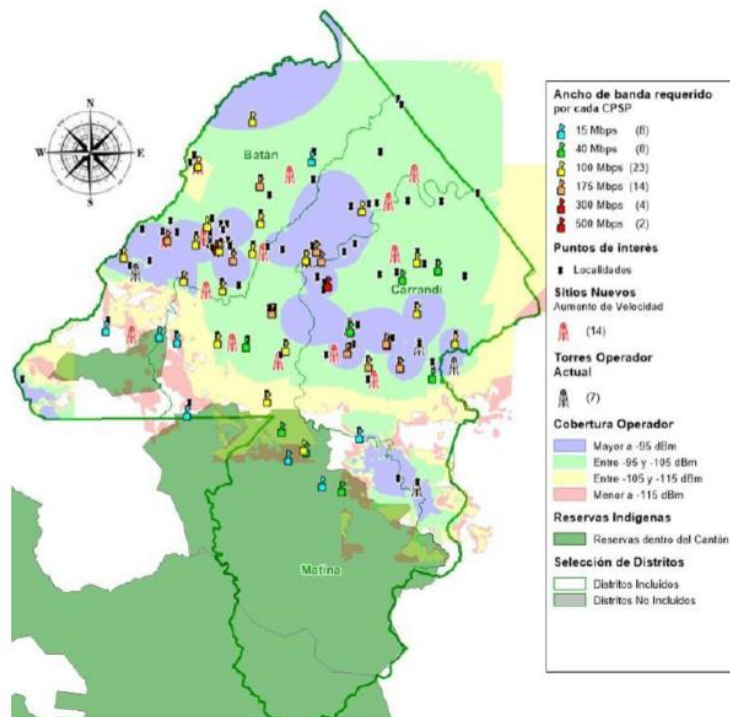 N
W
E
S
Batán
Carrandi
Matina
Ancho de banda requerido
por cada CPSP
15 Mbps (8)
40 Mbps (8)
100 Mbps (23)
175 Mbps (14)
300 Mbps (4)
500 Mbps (2)
Puntos de interés
Localidades
Sitios Nuevos
Aumento de Velocidad
(14)
Torres Operador
Actual
(7)
Cobertura Operador
Mayor a -95 dBm
Entre -95 y -105 dBm
Entre -105 y -115 dBm
Menor a -115 dBm
Reservas Indígenas
Reservas dentro del Cantón
Selección de Distritos
Distritos Incluidos
Distritos No Incluidos